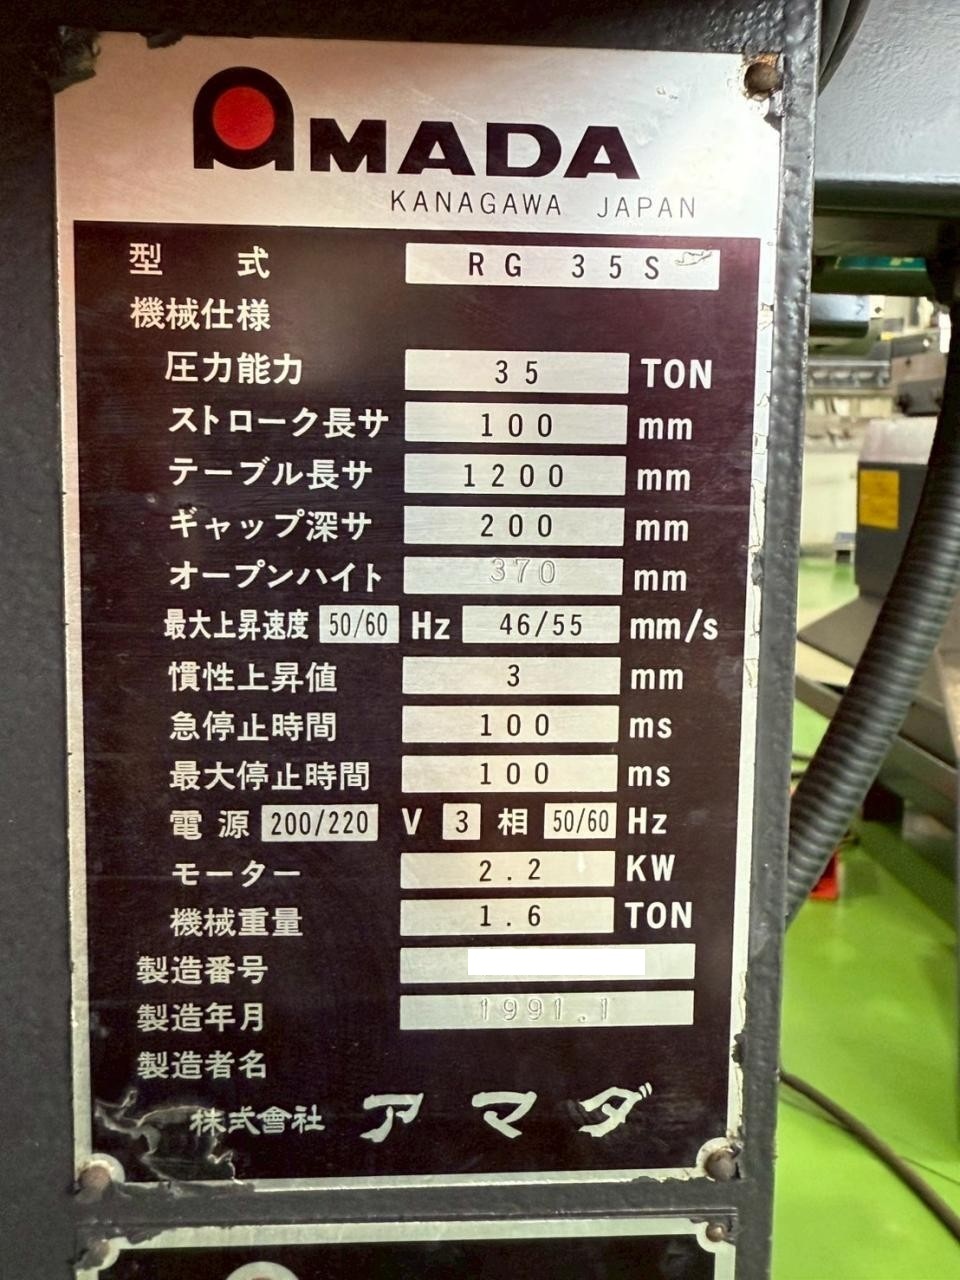 AMADA
KANAGAWA JAPAN
型式 RG 35S
機械仕様
圧力能力 35 TON
ストローク長サ 100 mm
テーブル長サ 1200 mm
ギャップ深サ 200 mm
オープンハイト 370 mm
最大上昇速度 50/60 Hz 46/55 mm/s
慣性上昇値 3 mm
急停止時間 100 ms
最大停止時間 100 ms
電源 200/220 V 3 相 50/60 Hz
モーター 2.2 KW
機械重量 1.6 TON
製造番号
製造年月 1991.1
製造者名
株式會社 アマダ